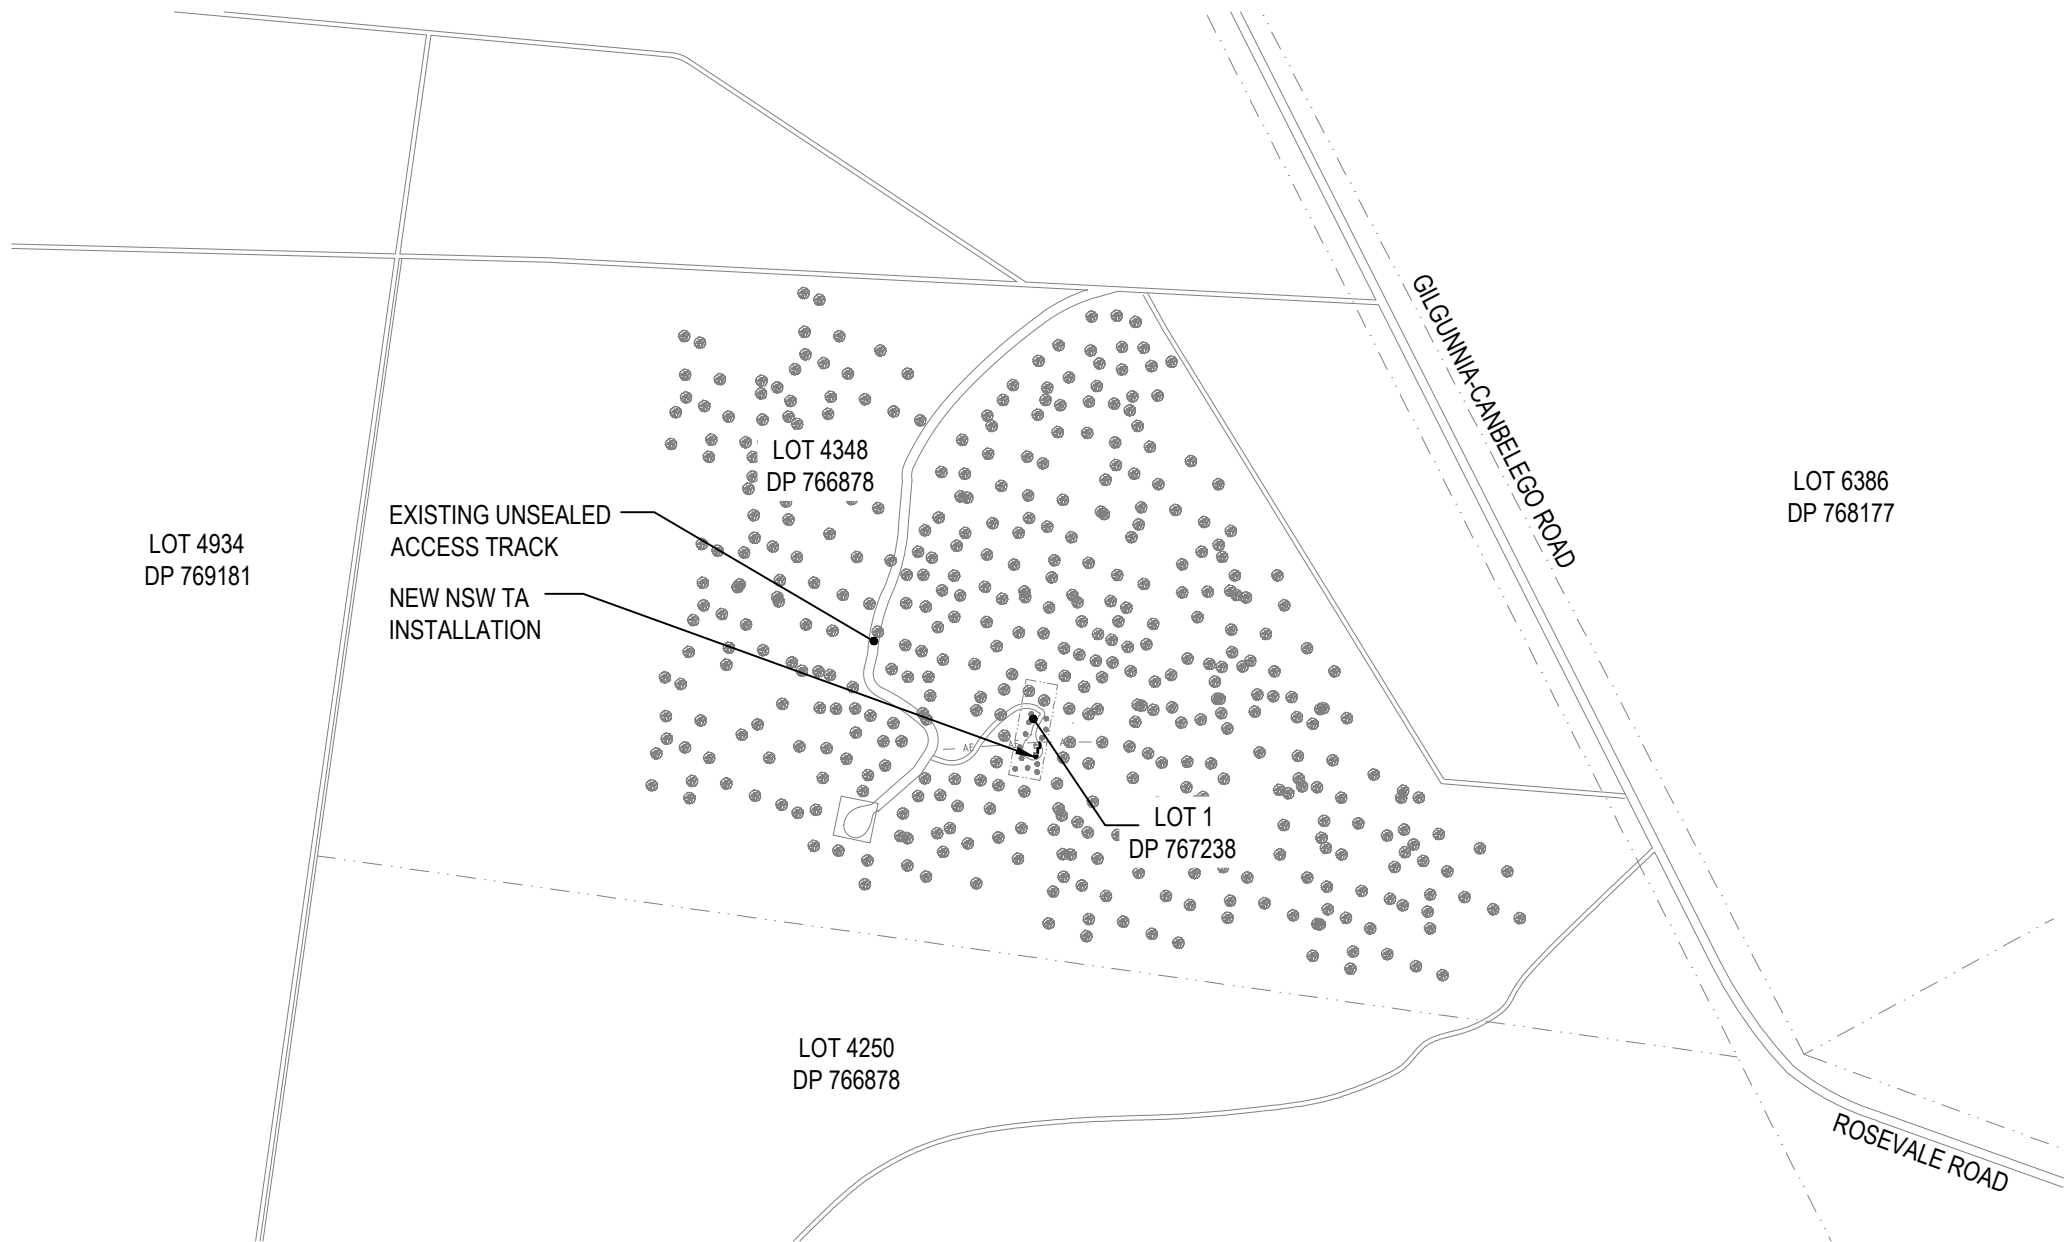 GILGUNNIA-CANBELEGO ROAD
LOT 4348
DP 766878
LOT 6386
DP 768177
EXISTING UNSEALED
ACCESS TRACK
LOT 4934
DP 769181
NEW NSW TA
INSTALLATION
AE
LOT 1
DP 767238
LOT 4250
DP 766878
ROSEVALE ROAD